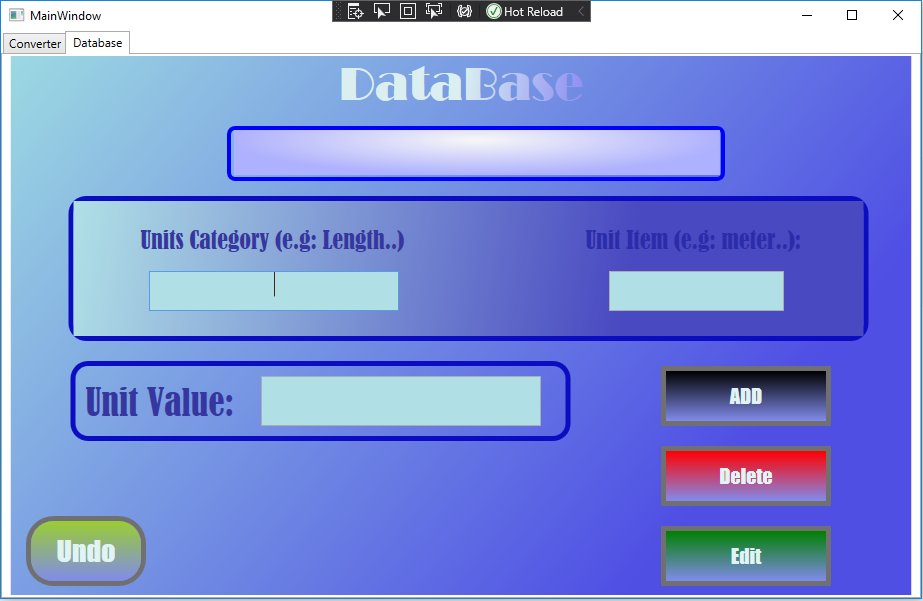 MainWindow
Hot Reload
Converter
Database
DataBase
Units Category (e.g: Length..)
Unit Item (e.g: meter..):
Unit Value:
ADD
Delete
Edit
Undo